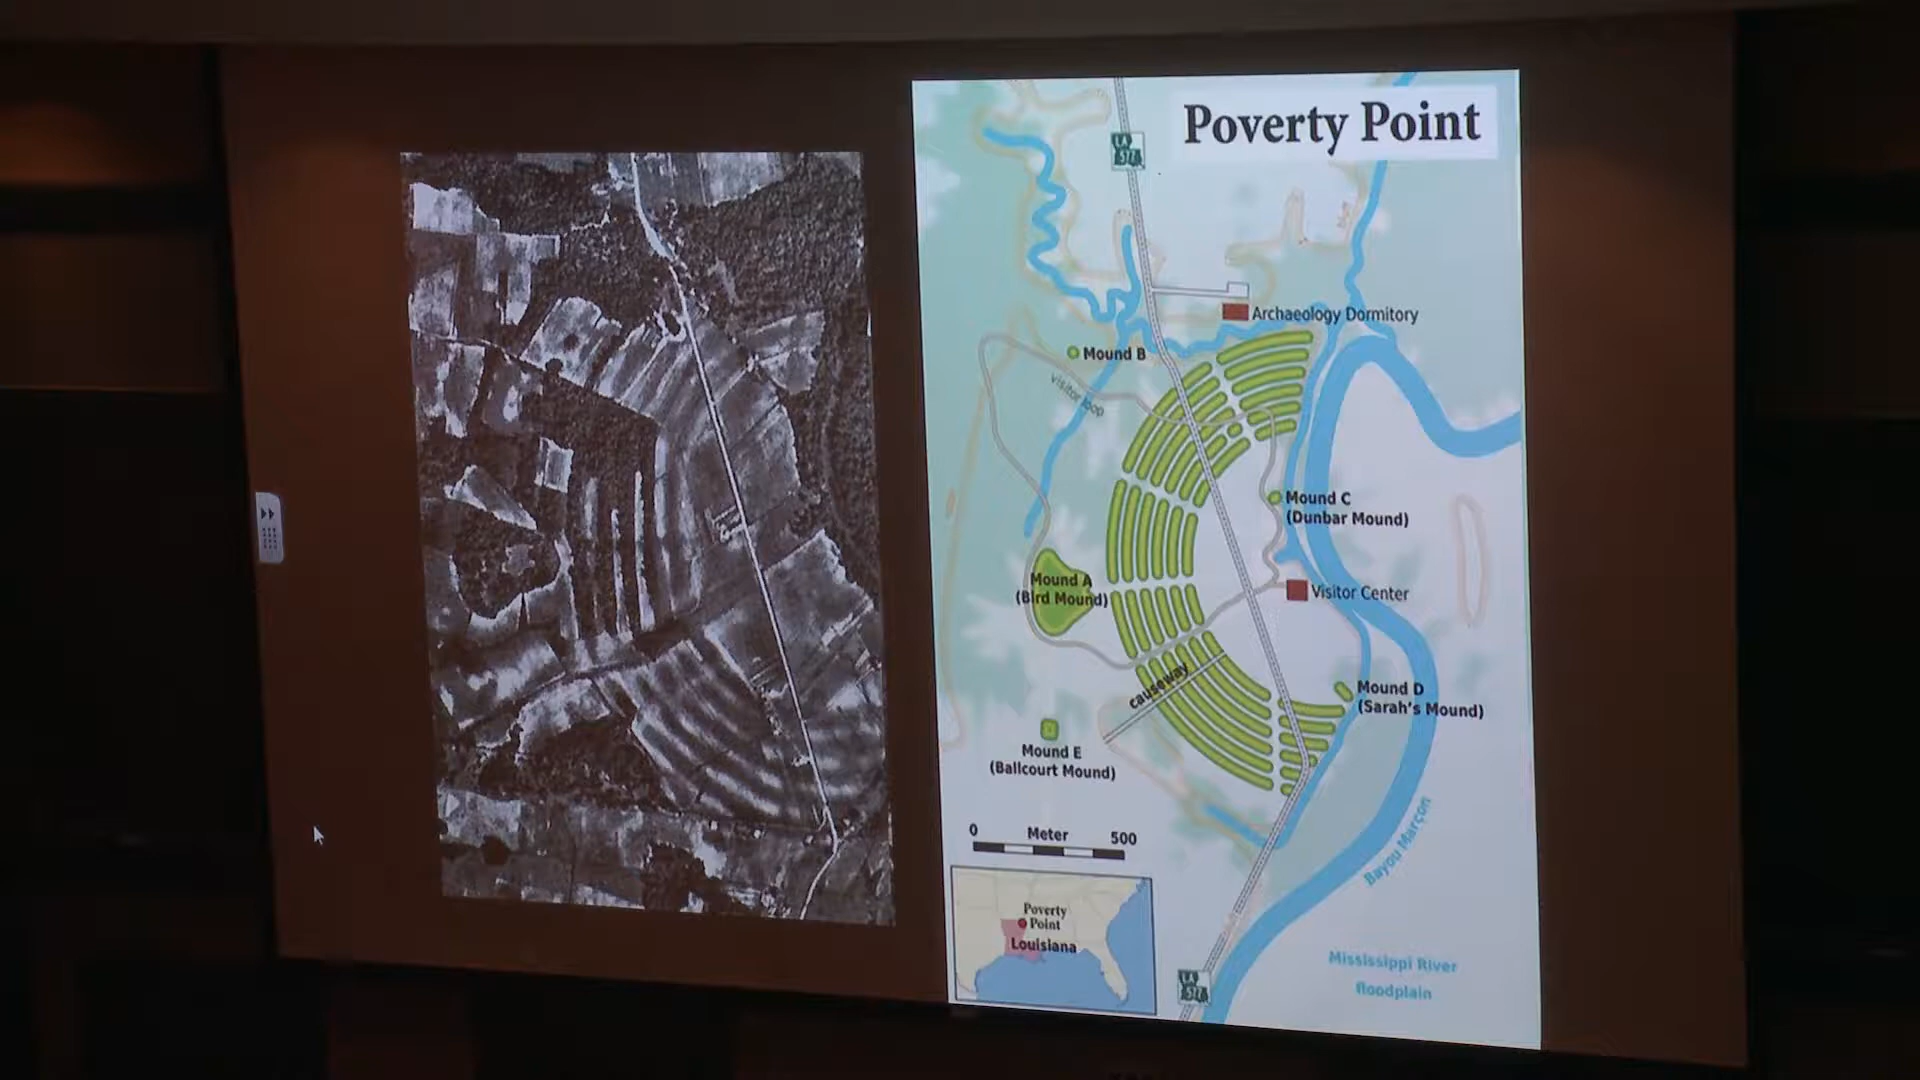 Poverty Point
LA
577
Archaeology Dormitory
Mound B
visitor loop
Mound C
(Dunbar Mound)
Mound A
(Bird Mound)
Visitor Center
causeway
Mound D
(Sarah's Mound)
Mound E
(Ballcourt Mound)
0 Meter 500
Bayou Marçon
Poverty
Point
Louisiana
Mississippi River
floodplain
LA
577